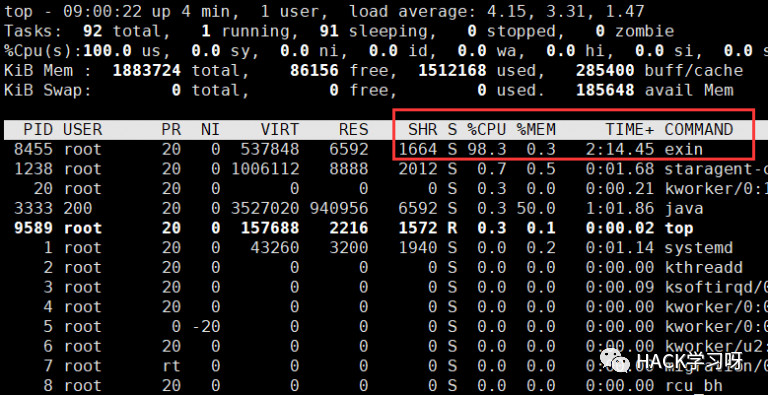 top - 09:00:22 up 4 min,  1 user,  load average: 4.15, 3.31, 1.47
Tasks:  92 total,   1 running,  91 sleeping,   0 stopped,   0 zombie
%Cpu(s):100.0 us,  0.0 sy,  0.0 ni,  0.0 id,  0.0 wa,  0.0 hi,  0.0 si,  0.0 s
KiB Mem :  1883724 total,    86156 free,  1512168 used,   285400 buff/cache
KiB Swap:        0 total,        0 free,        0 used.   185648 avail Mem
PID USER      PR  NI    VIRT    RES    SHR S %CPU %MEM     TIME+ COMMAND
8455 root      20   0  537848   6592   1664 S 98.3  0.3   2:14.45 exin
1238 root      20   0 1006112   8888   2012 S  0.7  0.5   0:01.68 staragent-c
20 root      20   0       0      0      0 S  0.3  0.0   0:00.21 kworker/0:1
3333 200       20   0 3527020 940956   6592 S  0.3 50.0   1:01.86 java
9589 root      20   0  157688   2216   1572 R  0.3  0.1   0:00.02 top
1 root      20   0   43260   3200   1940 S  0.0  0.2   0:01.14 systemd
2 root      20   0       0      0      0 S  0.0  0.0   0:00.00 kthreadd
3 root      20   0       0      0      0 S  0.0  0.0   0:00.09 ksoftirqd/0
4 root      20   0       0      0      0 S  0.0  0.0   0:00.00 kworker/0:0
5 root       0 -20       0      0      0 S  0.0  0.0   0:00.00 kworker/0:0
6 root      20   0       0      0      0 S  0.0  0.0   0:00.00 kworker/u2:
7 root      rt   0       0      0      0 S  0.0  0.0   0:00.00 migration/0
8 root      20   0       0      0      0 S  0.0  0.0   0:00.00 rcu_bh
HACK学习呀